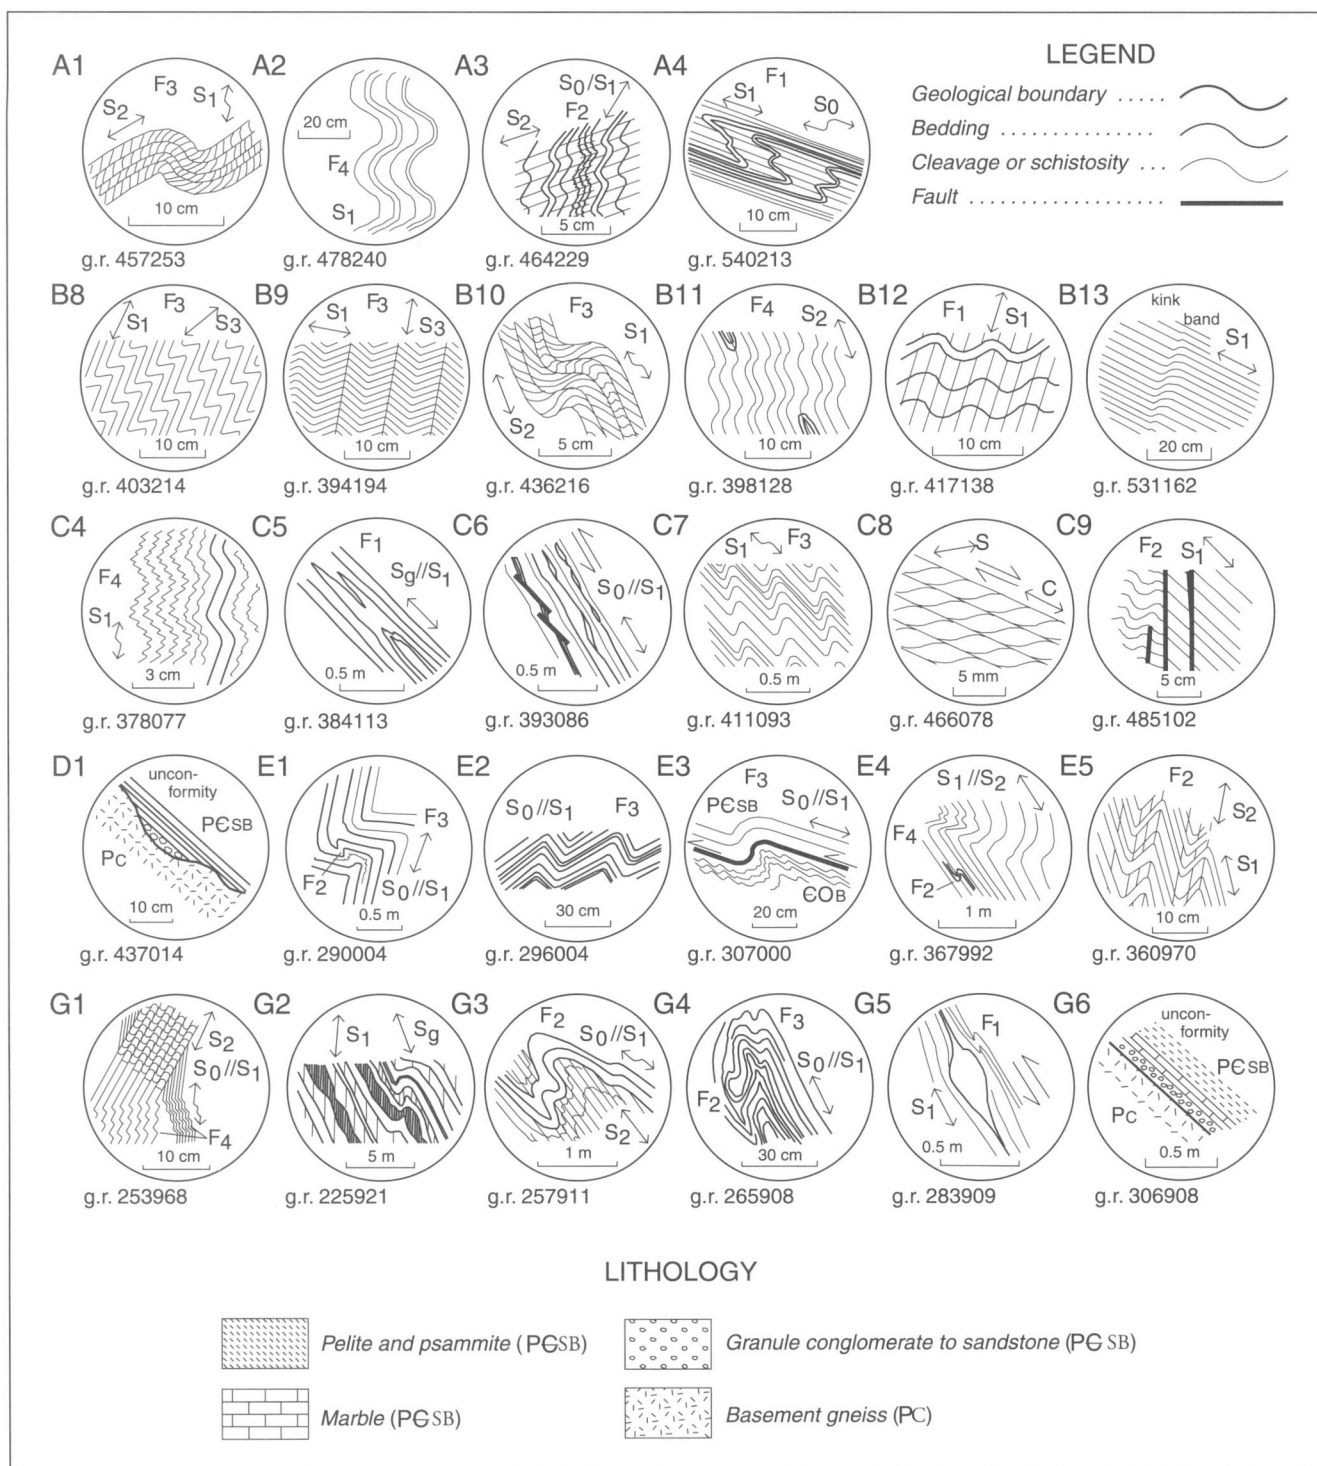 LEGEND
Geological boundary .....
Bedding ............
Cleavage or schistosity ...
Fault ...................
A1
F3
S1
S2
10 cm
g.r. 457253
A2
20 cm
F4
S1
g.r. 478240
A3
S0/S1
F2
S2
5 cm
g.r. 464229
A4
F1
S1
S0
10 cm
g.r. 540213
B8
F3
S1
S3
10 cm
g.r. 403214
B9
F3
S1
S3
10 cm
g.r. 394194
B10
F3
S1
S2
5 cm
g.r. 436216
B11
F4
S2
10 cm
g.r. 398128
B12
F1
S1
10 cm
g.r. 417138
B13
kink
band
S1
20 cm
g.r. 531162
C4
F4
S1
3 cm
g.r. 378077
C5
F1
Sg//S1
0.5 m
g.r. 384113
C6
S0//S1
0.5 m
g.r. 393086
C7
S1
F3
0.5 m
g.r. 411093
C8
S
C
5 mm
g.r. 466078
C9
F2
S1
5 cm
g.r. 485102
D1
uncon-
formity
PЄSB
PC
10 cm
g.r. 437014
E1
F3
F2
S0//S1
0.5 m
g.r. 290004
E2
S0//S1
F3
30 cm
g.r. 296004
E3
F3
PЄSB
S0//S1
ЄOB
20 cm
g.r. 307000
E4
S1//S2
F4
F2
1 m
g.r. 367992
E5
F2
S2
S1
10 cm
g.r. 360970
G1
S2
S0//S1
F4
10 cm
g.r. 253968
G2
S1
Sg
5 m
g.r. 225921
G3
F2
S0//S1
S2
1 m
g.r. 257911
G4
F3
S0//S1
F2
30 cm
g.r. 265908
G5
F1
S1
0.5 m
g.r. 283909
G6
uncon-
formity
PЄSB
PC
0.5 m
g.r. 306908
LITHOLOGY
Pelite and psammite (PЄSB)
Granule conglomerate to sandstone (PЄ SB)
Marble (PЄ SB)
Basement gneiss (PC)